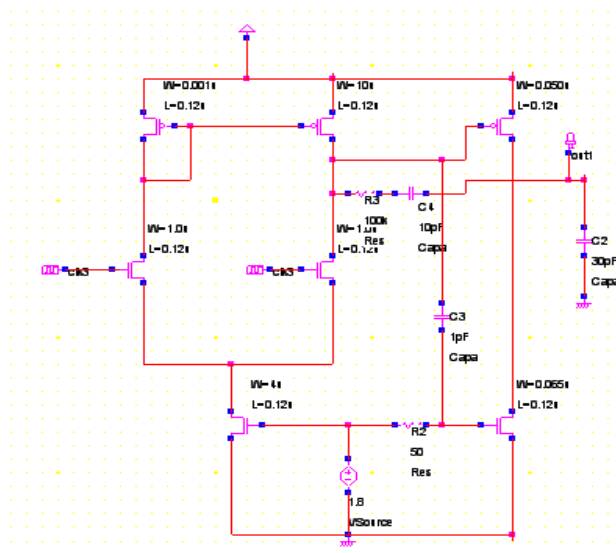 W=0.001u
L=0.12u
W=10u
L=0.12u
W=0.050u
L=0.12u
out1
R3
100k
Res
C4
10pF
Capa
W=1.0u
L=0.12u
W=1.0u
L=0.12u
C2
30pF
Capa
clk3
clk3
C3
1pF
Capa
W=4u
L=0.12u
W=0.065u
L=0.12u
R2
50
Res
1.8
VSource